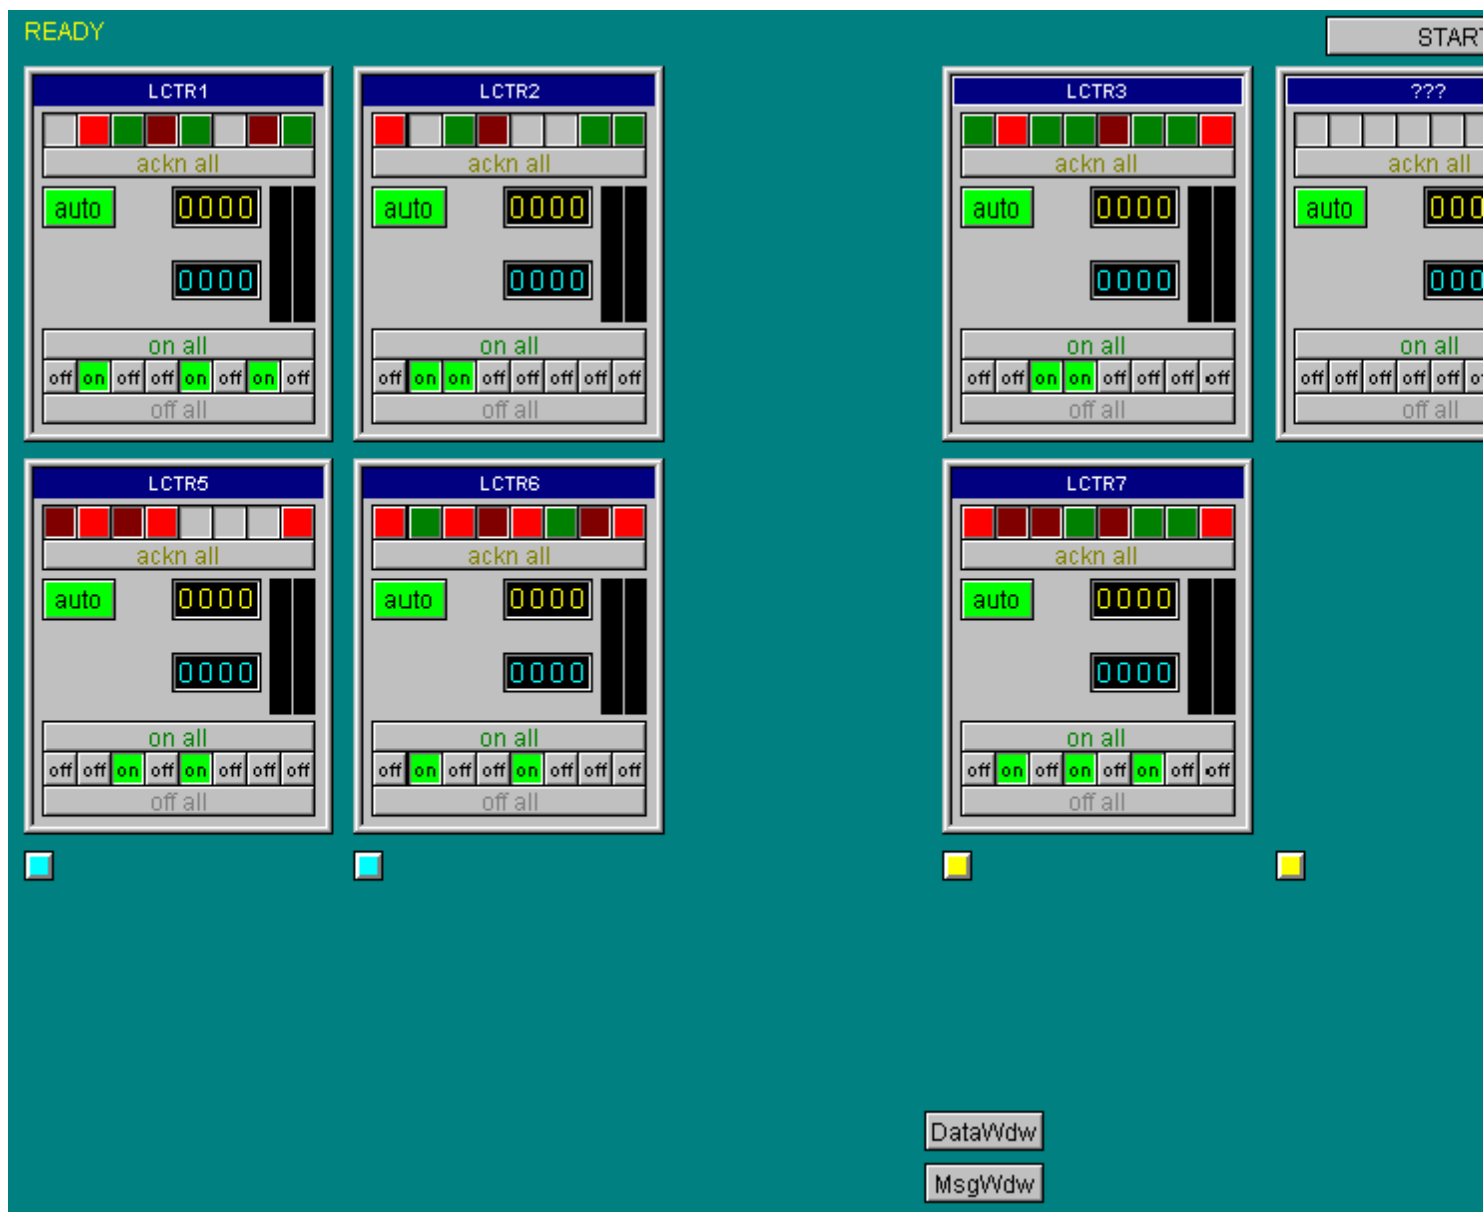 READY
START
LCTR1
ackn all
auto 0000
0000
on all
off on off off on off on off
off all
LCTR2
ackn all
auto 0000
0000
on all
off on on off off off off off
off all
LCTR3
ackn all
auto 0000
0000
on all
off off on on off off off off
off all
???
ackn all
auto 000
000
on all
off off off off off
off all
LCTR5
ackn all
auto 0000
0000
on all
off off on off on off off off
off all
LCTR6
ackn all
auto 0000
0000
on all
off on off off on off off off
off all
LCTR7
ackn all
auto 0000
0000
on all
off on off on off on off off
off all
DataWdw
MsgWdw